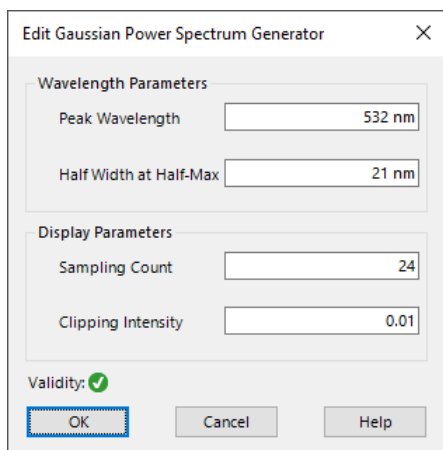 Edit Gaussian Power Spectrum Generator
Wavelength Parameters
Peak Wavelength 532 nm
Half Width at Half-Max 21 nm
Display Parameters
Sampling Count 24
Clipping Intensity 0.01
Validity:
OK Cancel Help